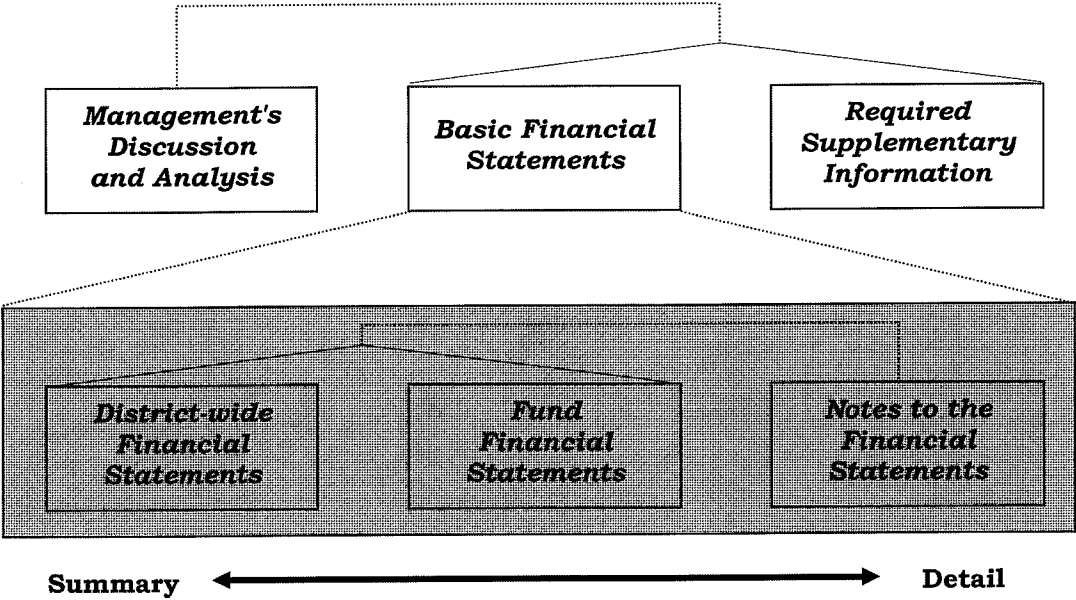 Management's
Discussion
and Analysis
Basic Financial
Statements
Required
Supplementary
Information
District-wide
Financial
Statements
Fund
Financial
Statements
Notes to the
Financial
Statements
Summary
Detail